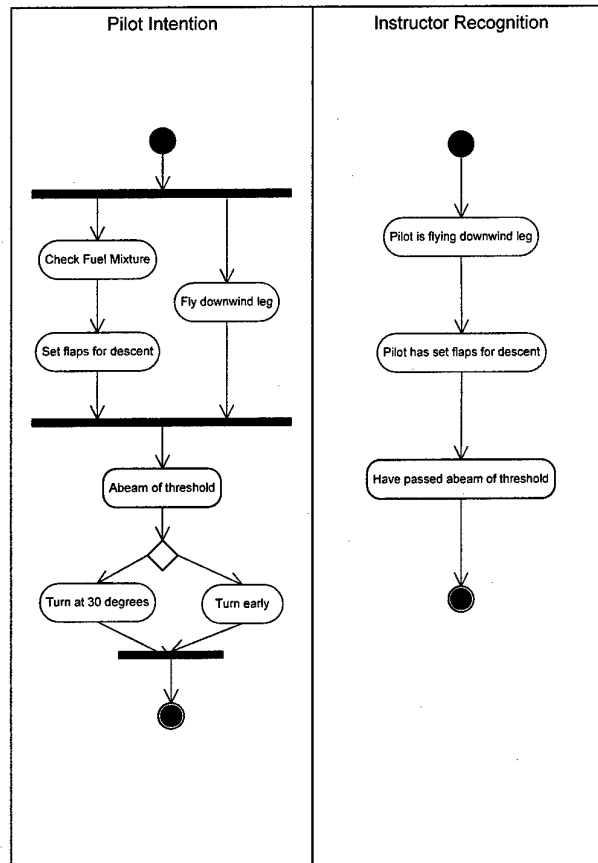 Pilot Intention
Check Fuel Mixture
Set flaps for descent
Fly downwind leg
Abeam of threshold
Turn at 30 degrees
Turn early
Instructor Recognition
Pilot is flying downwind leg
Pilot has set flaps for descent
Have passed abeam of threshold